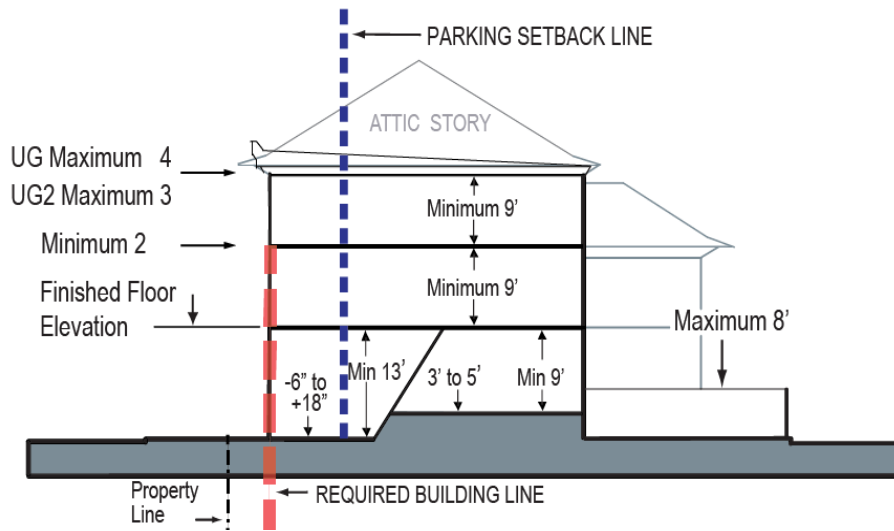 PARKING SETBACK LINE
ATTIC STORY
UG Maximum 4
UG2 Maximum 3
Minimum 9’
Minimum 2
Minimum 9’
Finished Floor
Elevation
Maximum 8’
Min 13’
3’ to 5’
Min 9’
-6” to
+18”
Property
Line
REQUIRED BUILDING LINE